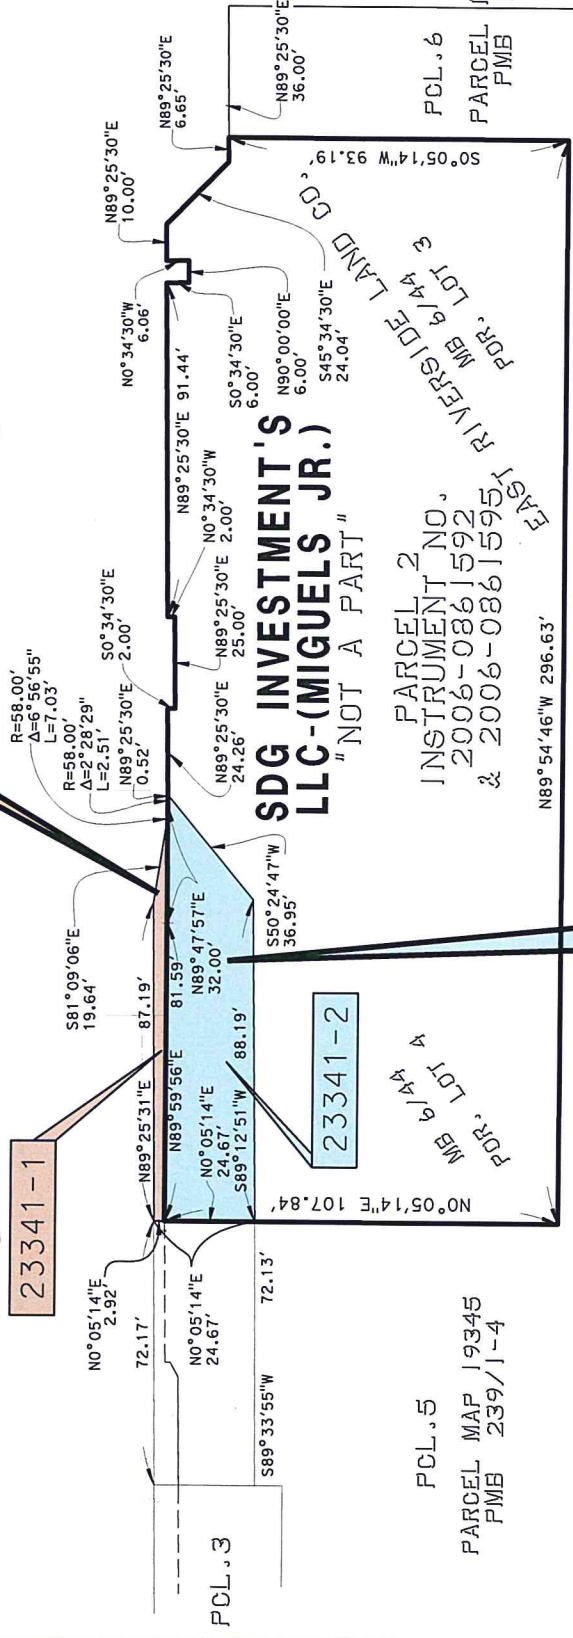 23341-1
N0°05'14"E
2.92'
72.17'
N0°05'14"E
24.67'
S89°33'55"W
72.13'
PCL.3
PCL.5
PARCEL MAP 19345
PMB 239/1-4
N89°25'31"E
87.19'
N89°59'56"E
81.59'
N0°05'14"E
24.67'
S89°12'51"W
88.19'
23341-2
N0°05'14"E 107.84'
MB 6/44
POR. LOT 4
S81°09'06"E
19.64'
N89°47'57"E
32.00'
S50°24'47"W
36.95'
R=58.00'
Δ=6°56'55"
L=7.03'
R=58.00'
Δ=2°28'29"
L=2.51'
N89°25'30"E
0.52'
S0°34'30"E
2.00'
N89°25'30"E
24.26'
N89°25'30"E
25.00'
N0°34'30"W
2.00'
N89°25'30"E 91.44'
SDG INVESTMENT'S
LLC-(MIGUELS JR.)
"NOT A PART"
PARCEL 2
INSTRUMENT NO.
2006-0861592
& 2006-0861595
N89°54'46"W 296.63'
N0°34'30"W
6.06'
S0°34'30"E
6.00'
N90°00'00"E
6.00'
S45°34'30"E
24.04'
N89°25'30"E
10.00'
N89°25'30"E
6.65'
N89°25'30"E
36.00'
S0°05'14"W 93.19'
EAST RIVERSIDE LAND CO.
MB 6/44
POR. LOT 3
PCL.6
PARCEL
PMB